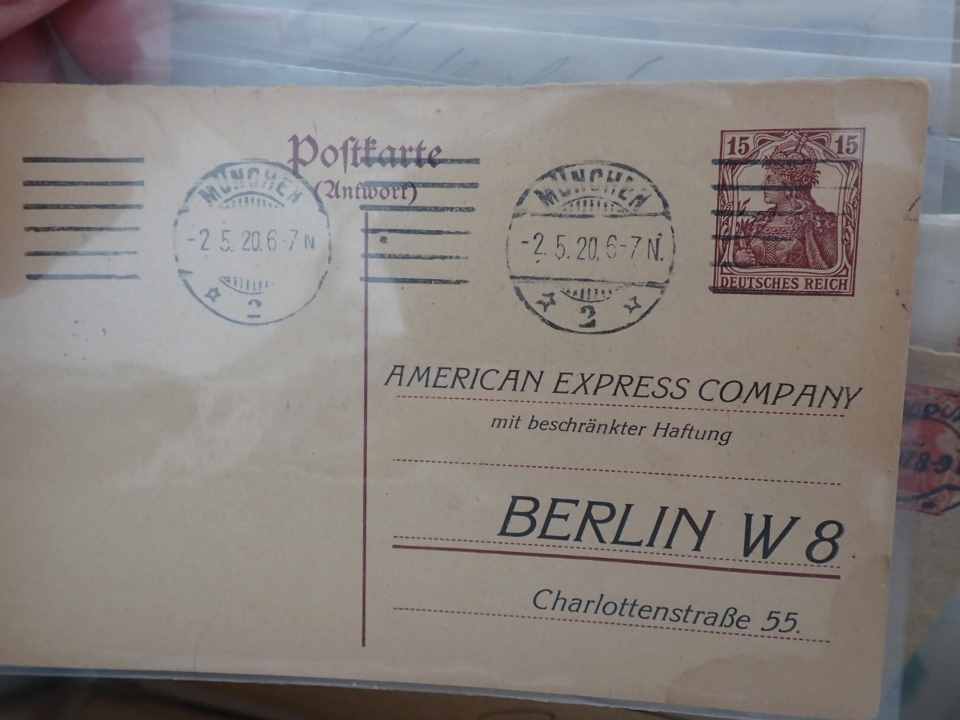 Postkarte
(Antwort)
15 15
DEUTSCHES REICH
MÜNCHEN
-2.5.20.6-7N
2
MÜNCHEN
-2.5.20.6-7N.
2
AMERICAN EXPRESS COMPANY
mit beschränkter Haftung
BERLIN W 8
Charlottenstraße 55.